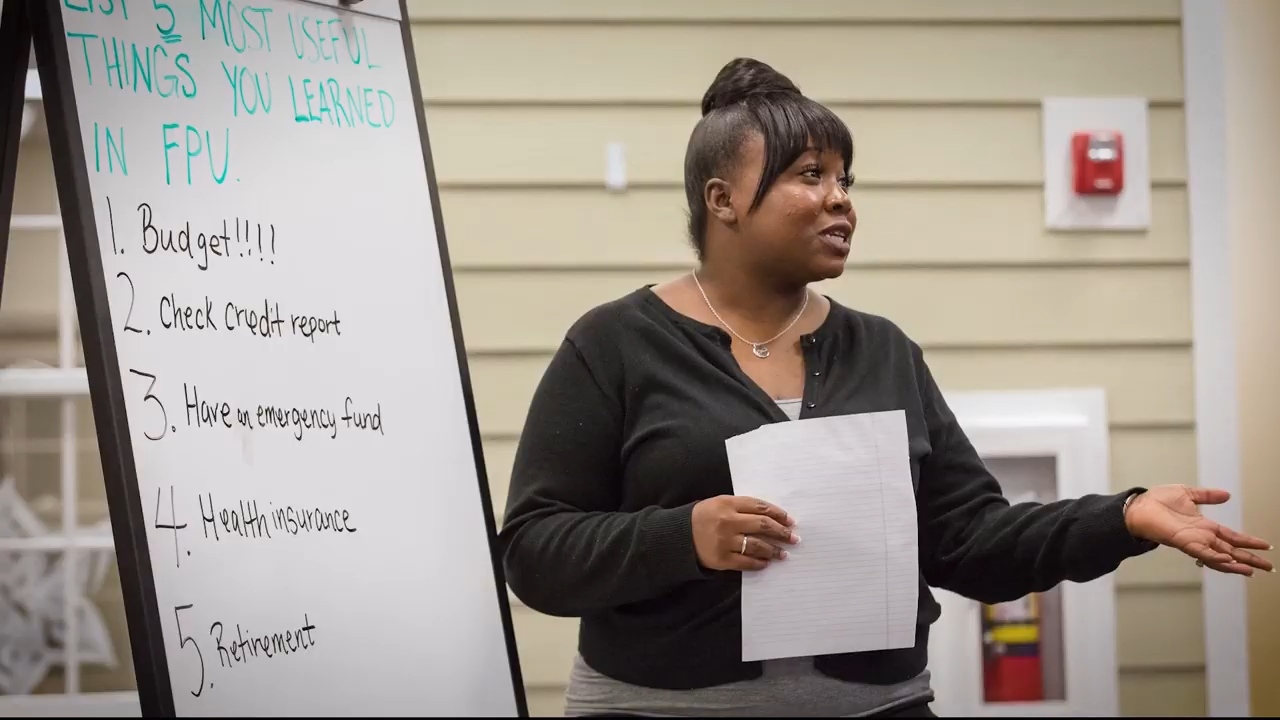 LIST 5 MOST USEFUL
THINGS YOU LEARNED
IN FPU.
1. Budget!!!!
2. Check credit report
3. Have an emergency fund
4. Health insurance
5. Retirement